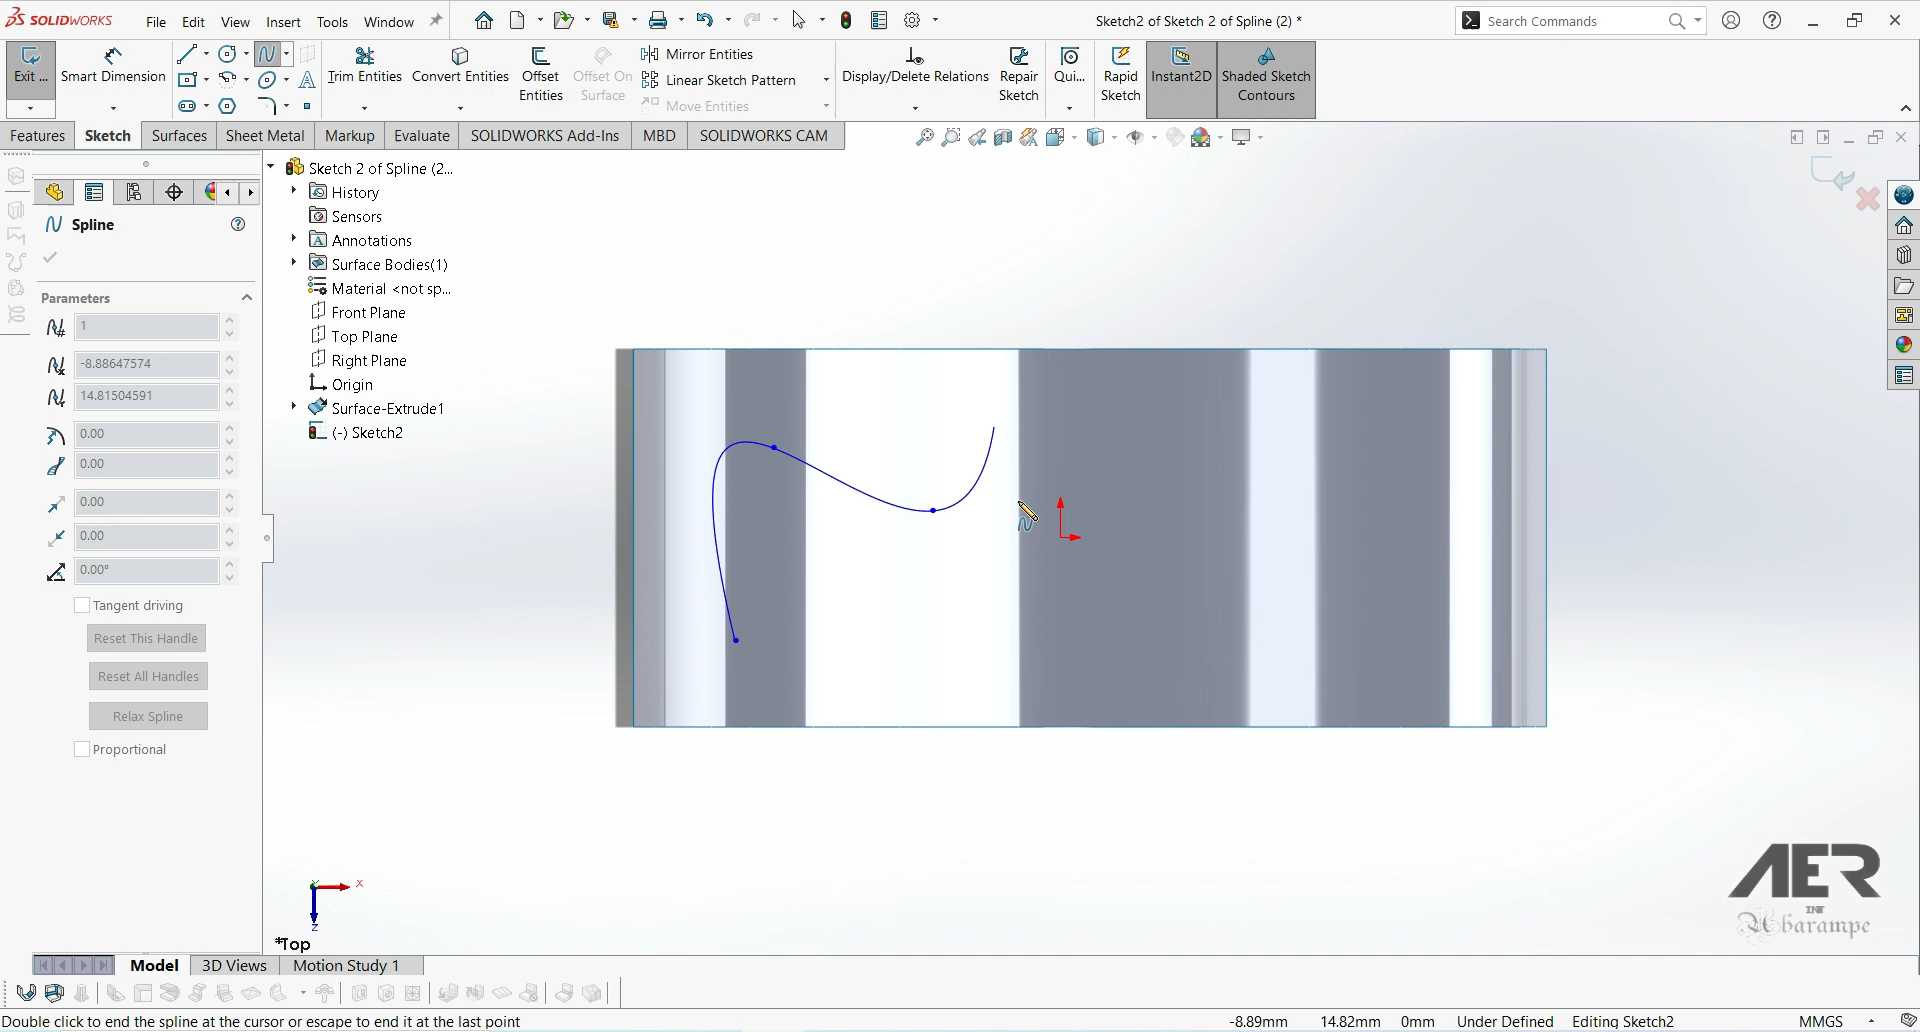 SOLIDWORKS
File Edit View Insert Tools Window
Sketch2 of Sketch 2 of Spline (2) *
Search Commands
Exit ...
Smart Dimension
Trim Entities
Convert Entities
Offset Entities
Offset On Surface
Mirror Entities
Linear Sketch Pattern
Move Entities
Display/Delete Relations
Repair Sketch
Qui...
Rapid Sketch
Instant2D
Shaded Sketch Contours
Features Sketch Surfaces Sheet Metal Markup Evaluate SOLIDWORKS Add-Ins MBD SOLIDWORKS CAM
Spline
Parameters
1
-8.88647574
14.81504591
0.00
0.00
0.00
0.00
0.00°
Tangent driving
Reset This Handle
Reset All Handles
Relax Spline
Proportional
Sketch 2 of Spline (2...
History
Sensors
Annotations
Surface Bodies(1)
Material <not sp...
Front Plane
Top Plane
Right Plane
Origin
Surface-Extrude1
(-) Sketch2
X
Z
*Top
AER
INT
Abarampe
Model 3D Views Motion Study 1
Double click to end the spline at the cursor or escape to end it at the last point
-8.89mm 14.82mm 0mm Under Defined Editing Sketch2 MMGS